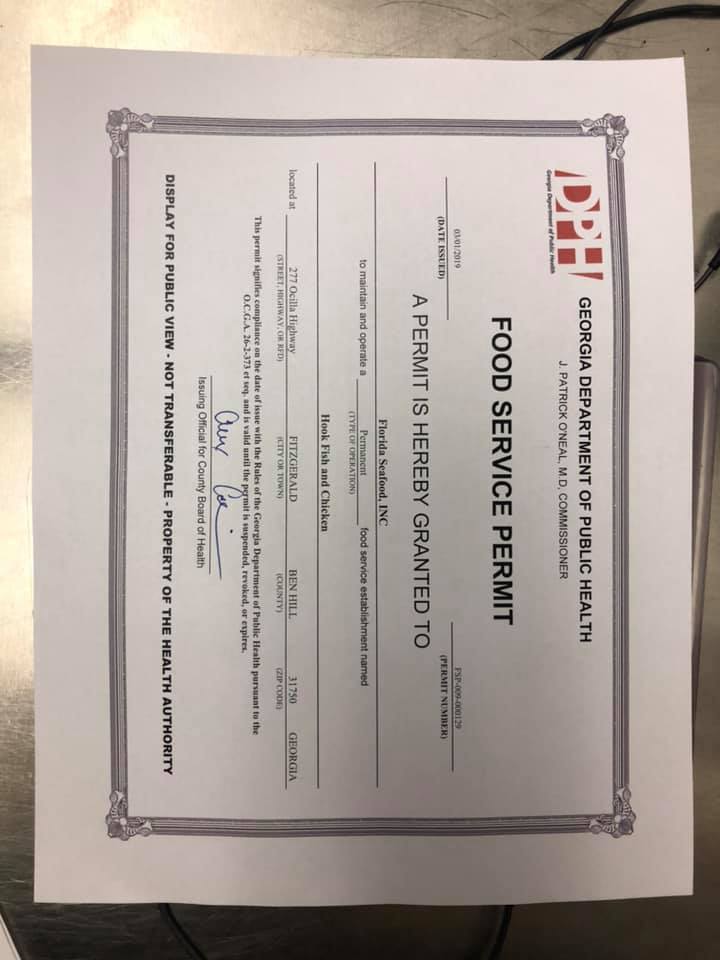 DPH
Georgia Department of Public Health
GEORGIA DEPARTMENT OF PUBLIC HEALTH
J. PATRICK O'NEAL, M.D, COMMISSIONER
FOOD SERVICE PERMIT
03/01/2019 FSP-009-000129
(DATE ISSUED) (PERMIT NUMBER)
A PERMIT IS HEREBY GRANTED TO
Florida Seafood, INC
to maintain and operate a Permanent food service establishment named
(TYPE OF OPERATION)
Hook Fish and Chicken
located at 277 Ocilla Highway FITZGERALD BEN HILL 31750 GEORGIA
(STREET, HIGHWAY, OR RFD) (CITY OR TOWN) (COUNTY) (ZIP CODE)
This permit signifies compliance on the date of issue with the Rules of the Georgia Department of Public Health pursuant to the
O.C.G.A. 26-2-373 et seq. and is valid until the permit is suspended, revoked, or expires.
Issuing Official for County Board of Health
DISPLAY FOR PUBLIC VIEW - NOT TRANSFERABLE - PROPERTY OF THE HEALTH AUTHORITY